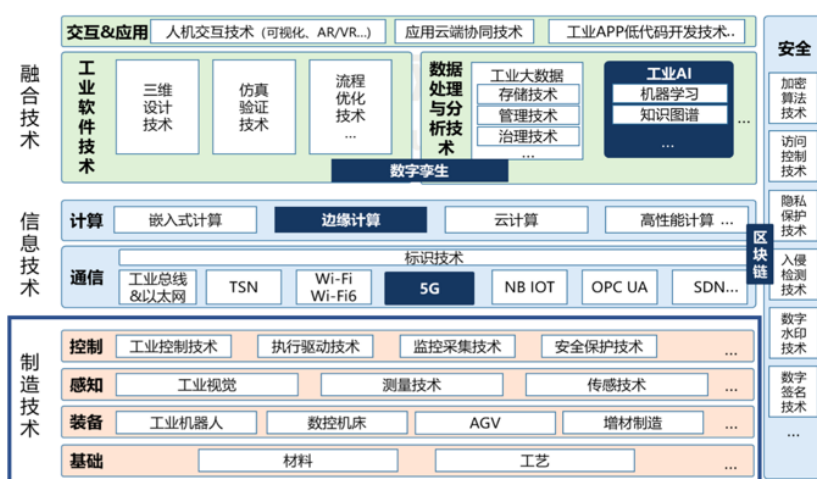 融合技术
交互&应用
人机交互技术（可视化、AR/VR...）
应用云端协同技术
工业APP低代码开发技术..
工业软件技术
三维
设计
技术
仿真
验证
技术
流程
优化
技术
...
数据
处理
与分
析技
术
工业大数据
存储技术
管理技术
治理技术
...
工业AI
机器学习
知识图谱
...
...
数字孪生
信息技术
计算
嵌入式计算
边缘计算
云计算
高性能计算 ...
通信
标识技术
工业总线
&以太网
TSN
Wi-Fi
Wi-Fi6
5G
NB IOT
OPC UA
SDN...
区块链
制造技术
控制
工业控制技术
执行驱动技术
监控采集技术
安全保护技术
...
感知
工业视觉
测量技术
传感技术
...
装备
工业机器人
数控机床
AGV
增材制造
...
基础
材料
工艺
...
安全
加密
算法
技术
访问
控制
技术
隐私
保护
技术
入侵
检测
技术
数字
水印
技术
数字
签名
技术
...